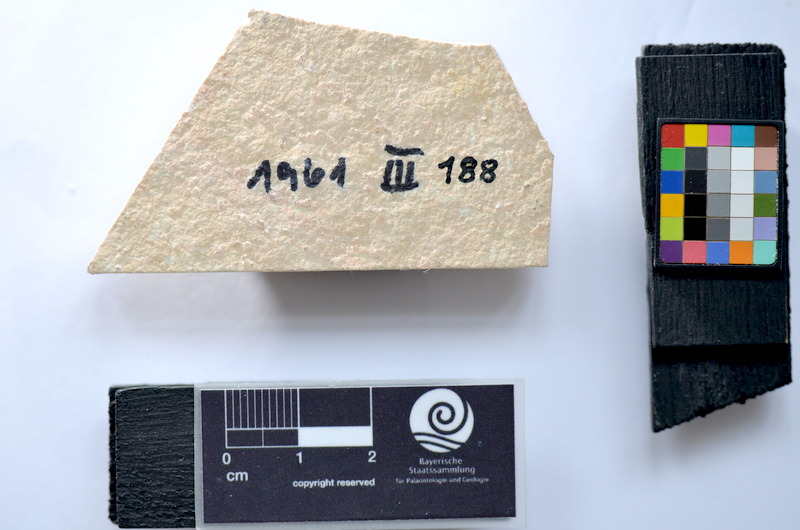 1961 III 188
0 1 2
cm
copyright reserved
Bayerische
Staatssammlung
für Paläontologie und Geologie